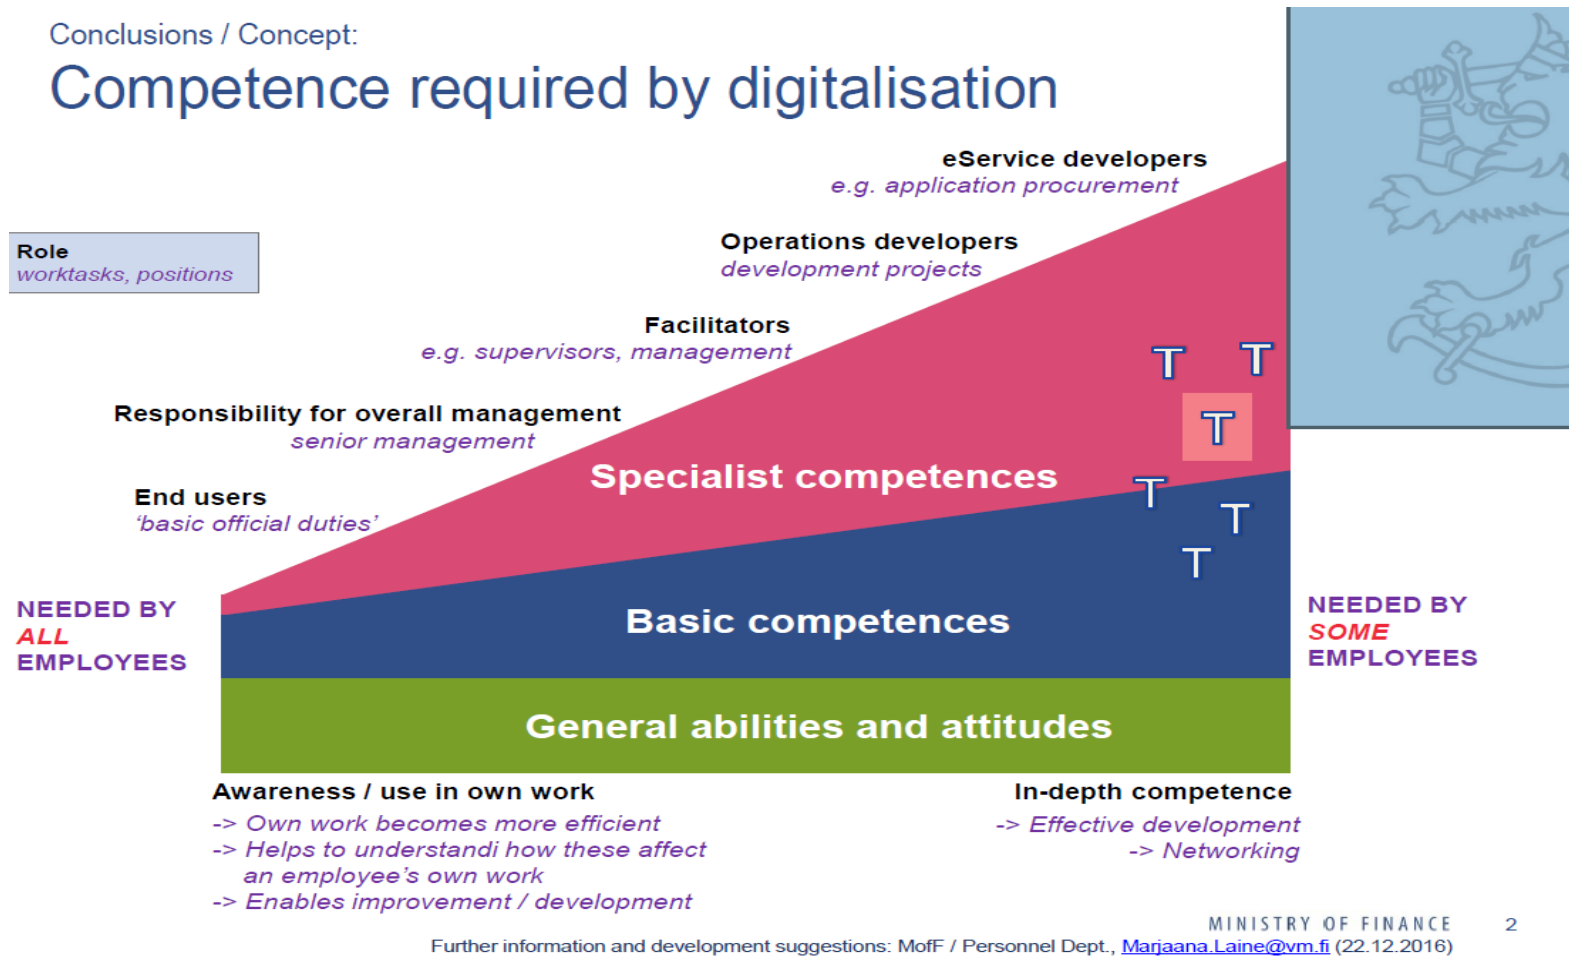 Conclusions / Concept:
Competence required by digitalisation
eService developers
e.g. application procurement
Operations developers
development projects
Role
worktasks, positions
Facilitators
e.g. supervisors, management
Responsibility for overall management
senior management
End users
‘basic official duties’
T
T
T
T
T
T
Specialist competences
Basic competences
General abilities and attitudes
NEEDED BY
ALL
EMPLOYEES
NEEDED BY
SOME
EMPLOYEES
Awareness / use in own work
-> Own work becomes more efficient
-> Helps to understandi how these affect
an employee’s own work
-> Enables improvement / development
In-depth competence
-> Effective development
-> Networking
MINISTRY OF FINANCE 2
Further information and development suggestions: MofF / Personnel Dept., Marjaana.Laine@vm.fi (22.12.2016)